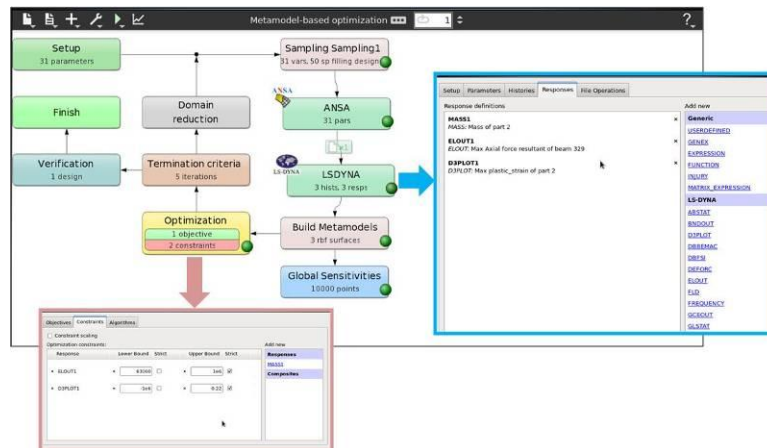 Metamodel-based optimization
1
?
Setup
31 parameters
Sampling Sampling1
31 vars, 50 sp filling design
Finish
Domain
reduction
ANSA
ANSA
31 pars
Verification
1 design
Termination criteria
5 iterations
LS-DYNA
LSDYNA
3 hists, 3 resps
Optimization
1 objective
2 constraints
Build Metamodels
3 rbf surfaces
Global Sensitivities
10000 points
Setup Parameters Histories Responses File Operations
Response definitions
Add new
MASS1
MASS: Mass of part 2
ELOUT1
ELOUT: Max Axial force resultant of beam 329
D3PLOT1
D3PLOT: Max plastic_strain of part 2
Generic
USERDEFINED
GENEX
EXPRESSION
FUNCTION
INJURY
MATRIX_EXPRESSION
LS-DYNA
ABSTAT
BNDOUT
D3PLOT
DBBEMAC
DBFSI
DEFORC
ELOUT
FLD
FREQUENCY
GCEOUT
GLSTAT
Objectives Constraints Algorithms
Constraint scaling
Optimization constraints:
Add new
Response Lower Bound Strict Upper Bound Strict
ELOUT1 1e6
D3PLOT1 -1e6
Responses
MASS1
Composites